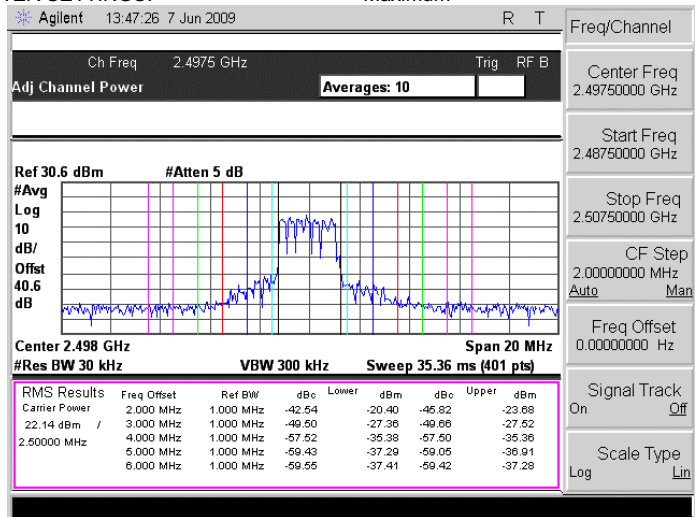 Agilent 13:47:26 7 Jun 2009 R T
Freq/Channel
Ch Freq 2.4975 GHz Trig RF B
Adj Channel Power Averages: 10
Center Freq
2.49750000 GHz
Start Freq
2.48750000 GHz
Ref 30.6 dBm #Atten 5 dB
#Avg
Log
10
dB/
Offst
40.6
dB
Stop Freq
2.50750000 GHz
CF Step
2.00000000 MHz
Auto Man
Freq Offset
0.00000000 Hz
Center 2.498 GHz Span 20 MHz
#Res BW 30 kHz VBW 300 kHz Sweep 35.36 ms (401 pts)
RMS Results Freq Offset Ref BW dBc Lower dBm dBc Upper dBm
Carrier Power 2.000 MHz 1.000 MHz -42.54 -20.40 -45.82 -23.68
22.14 dBm / 3.000 MHz 1.000 MHz -49.50 -27.36 -49.66 -27.52
2.50000 MHz 4.000 MHz 1.000 MHz -57.52 -35.38 -57.50 -35.36
5.000 MHz 1.000 MHz -59.43 -37.29 -59.05 -36.91
6.000 MHz 1.000 MHz -59.55 -37.41 -59.42 -37.28
Signal Track
On Off
Scale Type
Log Lin